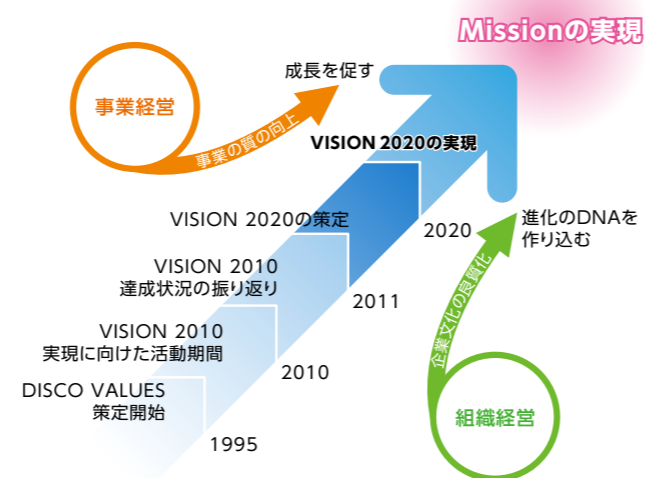 Missionの実現
成長を促す
事業経営
事業の質の向上
VISION 2020の実現
VISION 2020の策定
2020
進化のDNAを
作り込む
VISION 2010
達成状況の振り返り
2011
企業文化の良質化
VISION 2010
実現に向けた活動期間
2010
DISCO VALUES
策定開始
1995
組織経営